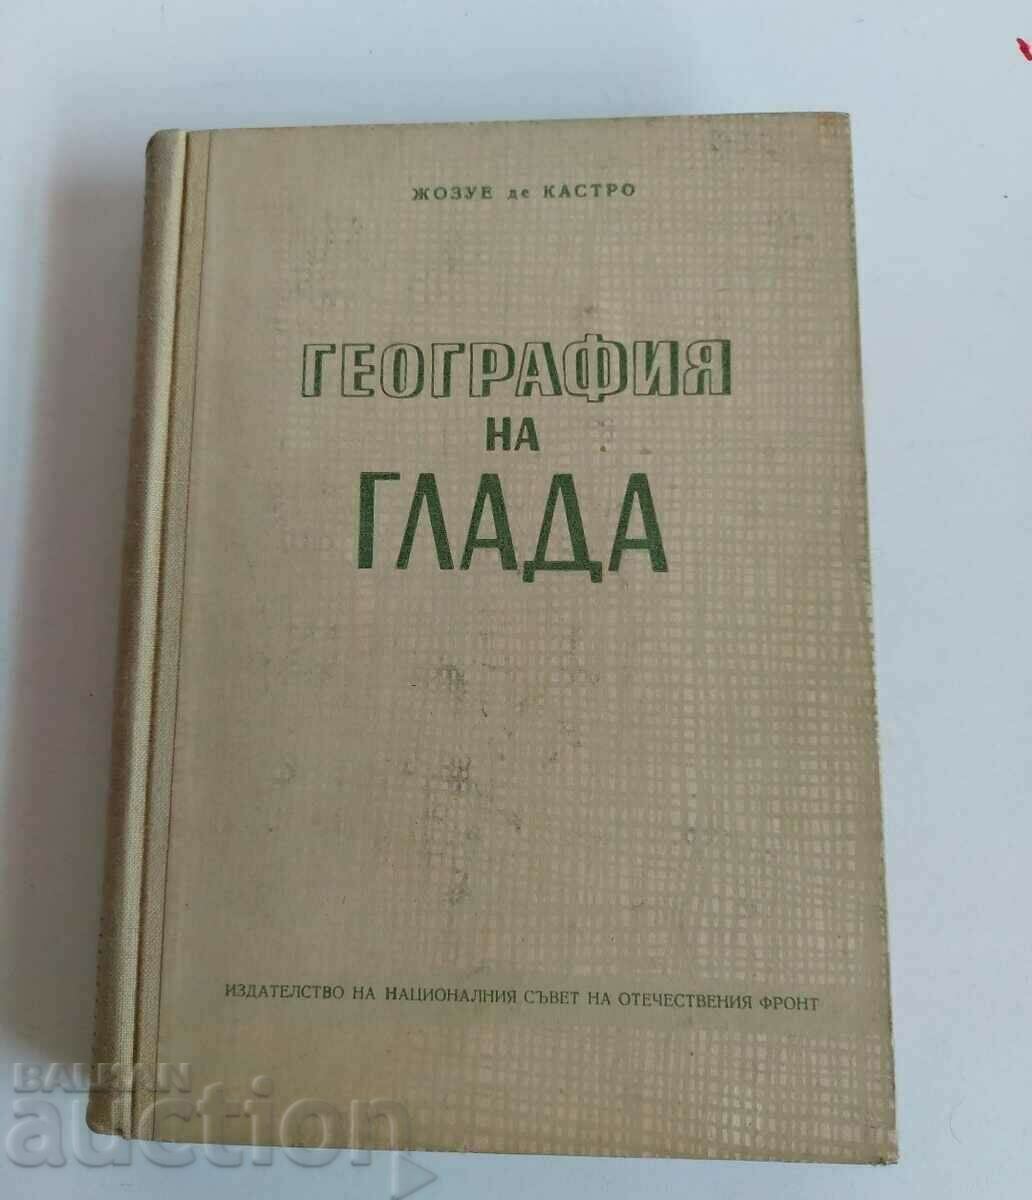 ЖОЗУЕ де КАСТРО
ГЕОГРАФИЯ
НА
ГЛАДА
ИЗДАТЕЛСТВО НА НАЦИОНАЛНИЯ СЪВЕТ НА ОТЕЧЕСТВЕНИЯ ФРОНТ
BALKAN
auction